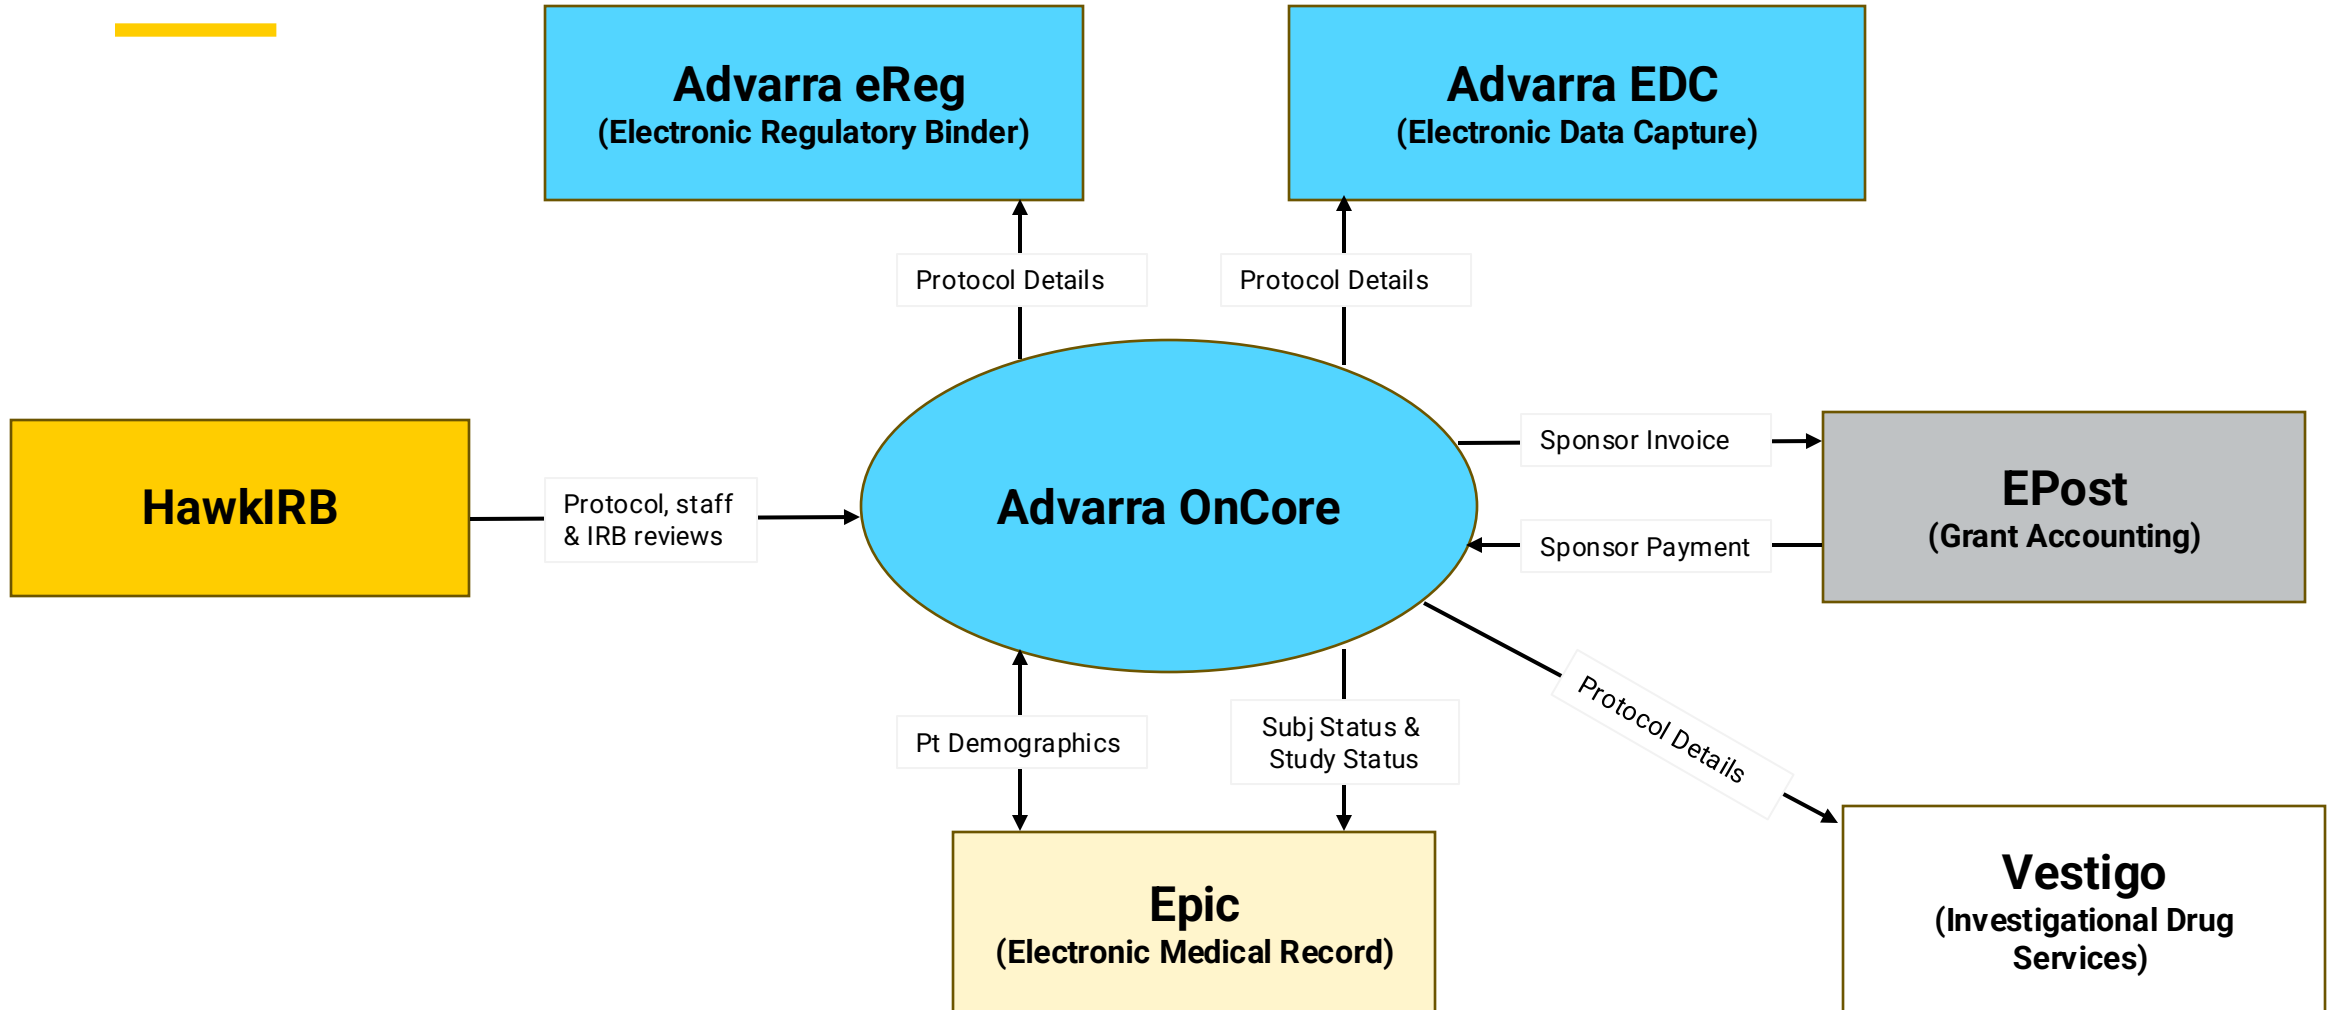 Advarra eReg
(Electronic Regulatory Binder)
Advarra EDC
(Electronic Data Capture)
Protocol Details
Protocol Details
HawkIRB
Protocol, staff
& IRB reviews
Advarra OnCore
Sponsor Invoice
Sponsor Payment
EPost
(Grant Accounting)
Pt Demographics
Subj Status &
Study Status
Protocol Details
Epic
(Electronic Medical Record)
Vestigo
(Investigational Drug
Services)